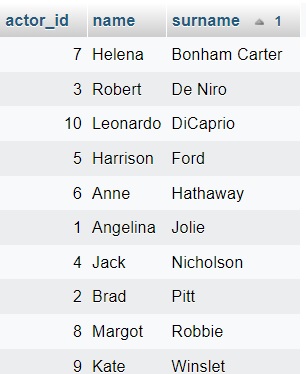 actor_id name surname 1
7 Helena Bonham Carter
3 Robert De Niro
10 Leonardo DiCaprio
5 Harrison Ford
6 Anne Hathaway
1 Angelina Jolie
4 Jack Nicholson
2 Brad Pitt
8 Margot Robbie
9 Kate Winslet